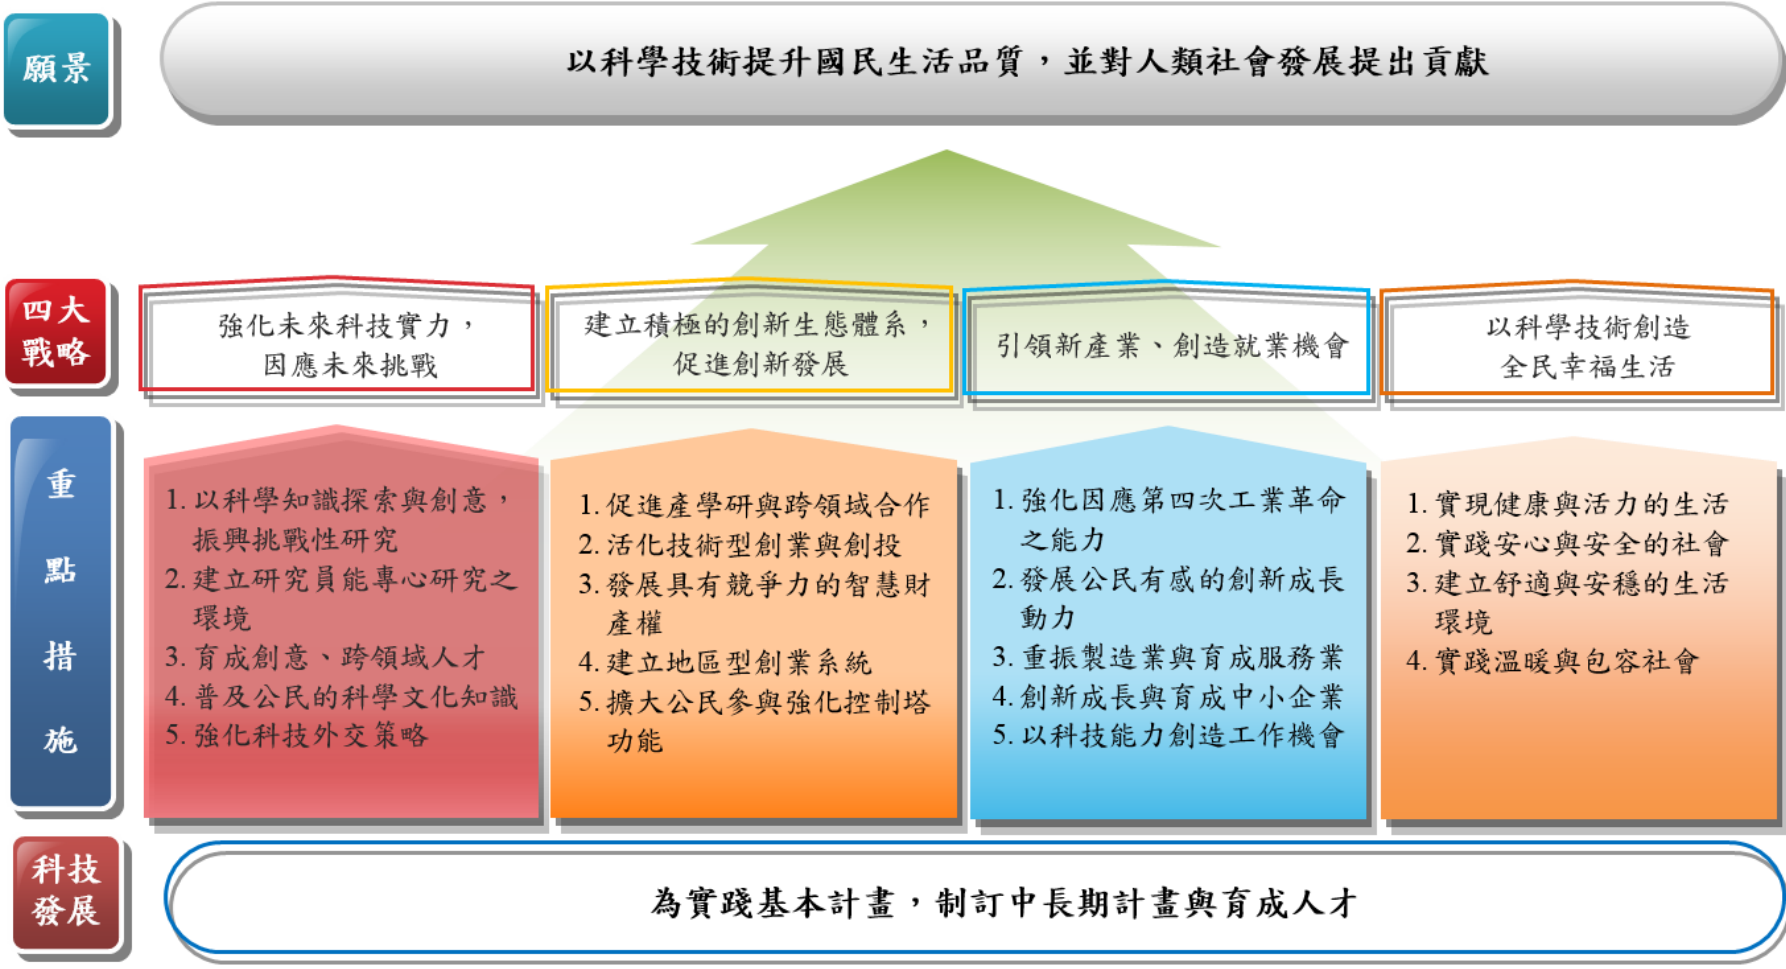 願景
以科學技術提升國民生活品質，並對人類社會發展提出貢獻
四大
戰略
強化未來科技實力，
因應未來挑戰
建立積極的創新生態體系，
促進創新發展
引領新產業、創造就業機會
以科學技術創造
全民幸福生活
重
點
措
施
1. 以科學知識探索與創意，
振興挑戰性研究
2. 建立研究員能專心研究之
環境
3. 育成創意、跨領域人才
4. 普及公民的科學文化知識
5. 強化科技外交策略
1. 促進產學研與跨領域合作
2. 活化技術型創業與創投
3. 發展具有競爭力的智慧財
產權
4. 建立地區型創業系統
5. 擴大公民參與強化控制塔
功能
1. 強化因應第四次工業革命
之能力
2. 發展公民有感的創新成長
動力
3. 重振製造業與育成服務業
4. 創新成長與育成中小企業
5. 以科技能力創造工作機會
1. 實現健康與活力的生活
2. 實踐安心與安全的社會
3. 建立舒適與安穩的生活
環境
4. 實踐溫暖與包容社會
科技
發展
為實踐基本計畫，制訂中長期計畫與育成人才